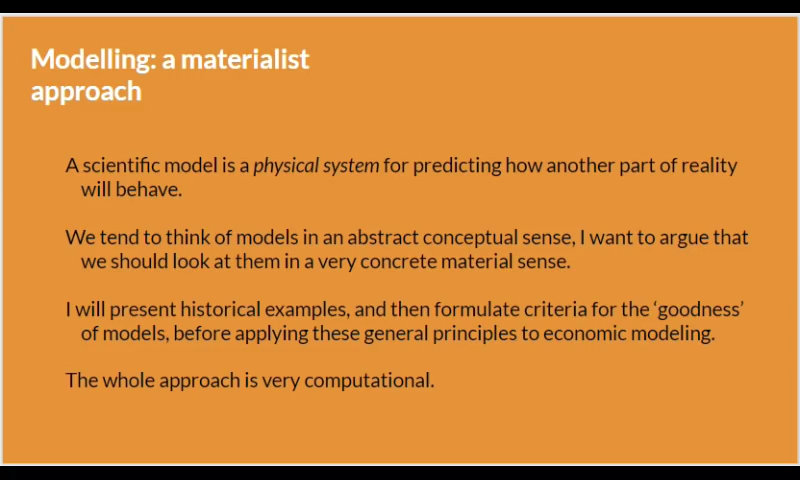 Modelling: a materialist
approach
A scientific model is a physical system for predicting how another part of reality
will behave.
We tend to think of models in an abstract conceptual sense, I want to argue that
we should look at them in a very concrete material sense.
I will present historical examples, and then formulate criteria for the ‘goodness’
of models, before applying these general principles to economic modeling.
The whole approach is very computational.